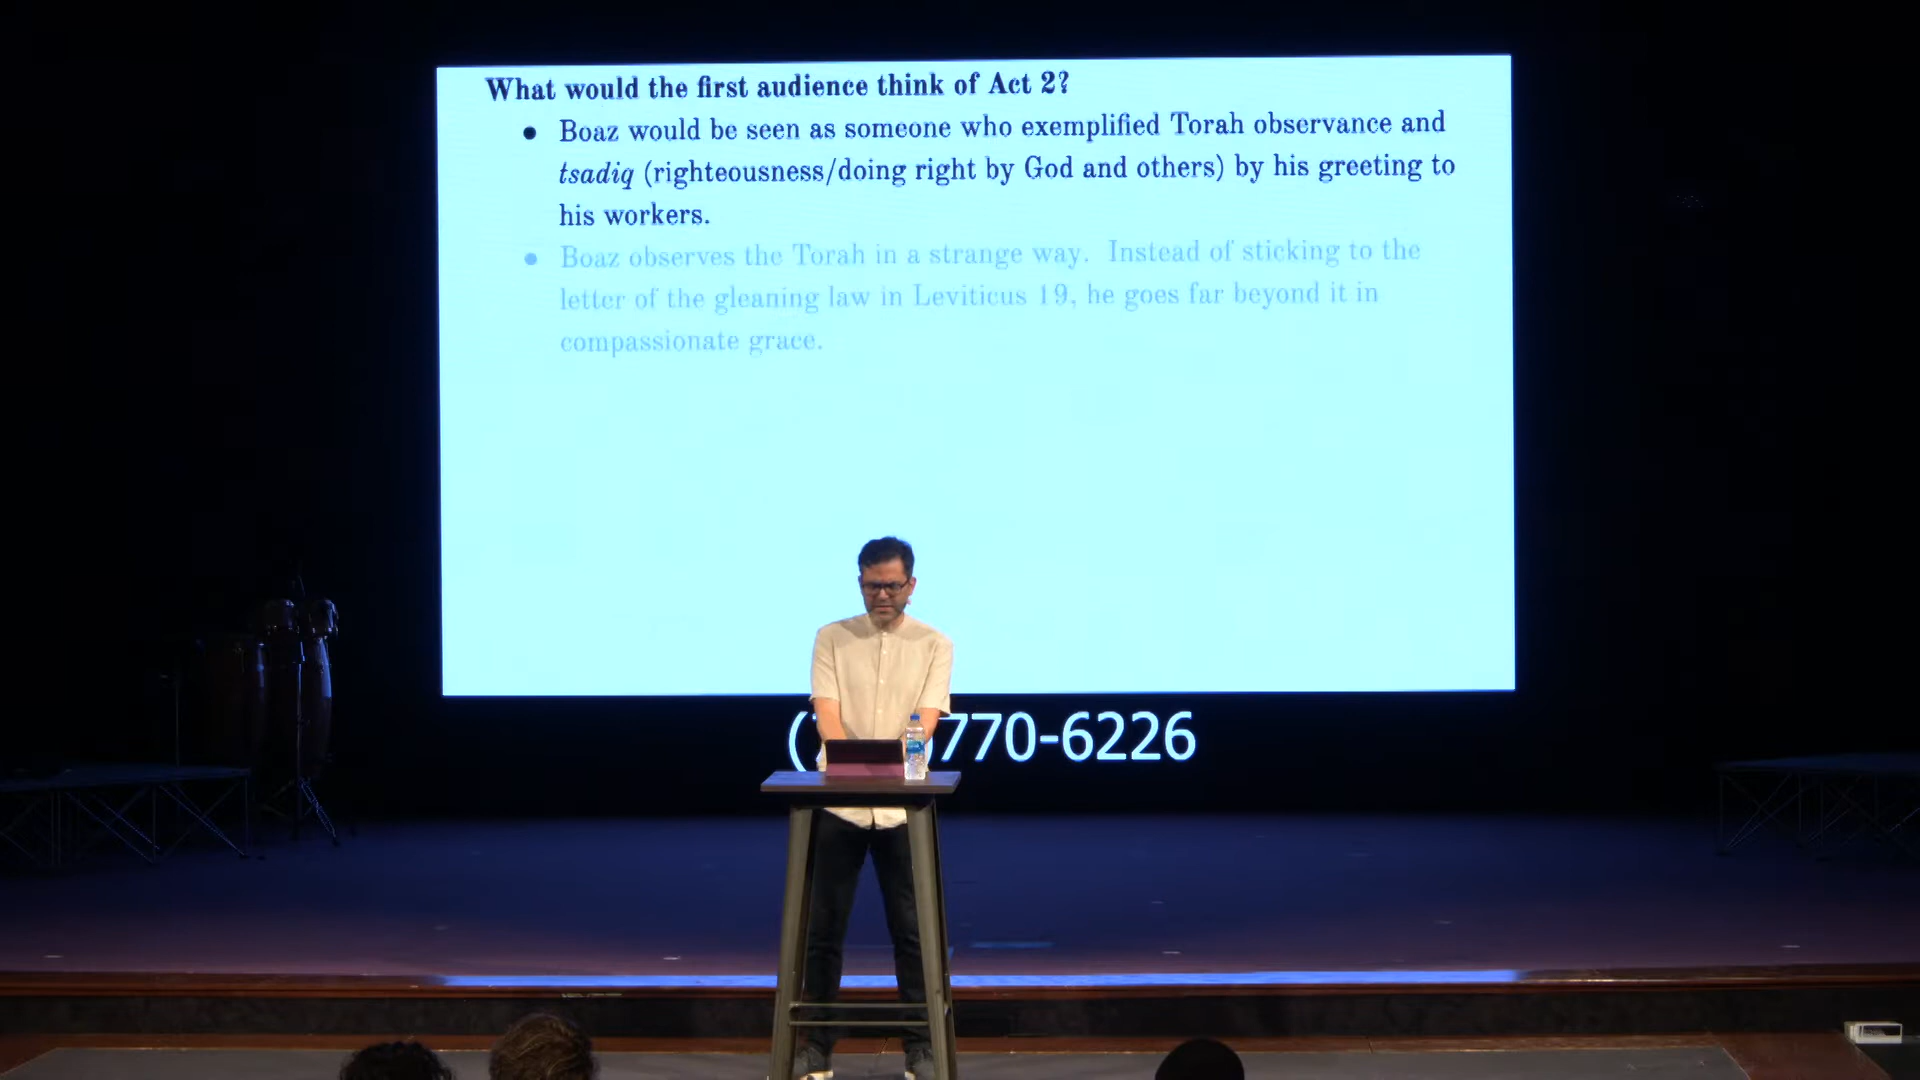 What would the first audience think of Act 2?
• Boaz would be seen as someone who exemplified Torah observance and
tsadiq (righteousness/doing right by God and others) by his greeting to
his workers.
• Boaz observes the Torah in a strange way. Instead of sticking to the
letter of the gleaning law in Leviticus 19, he goes far beyond it in
compassionate grace.
770-6226